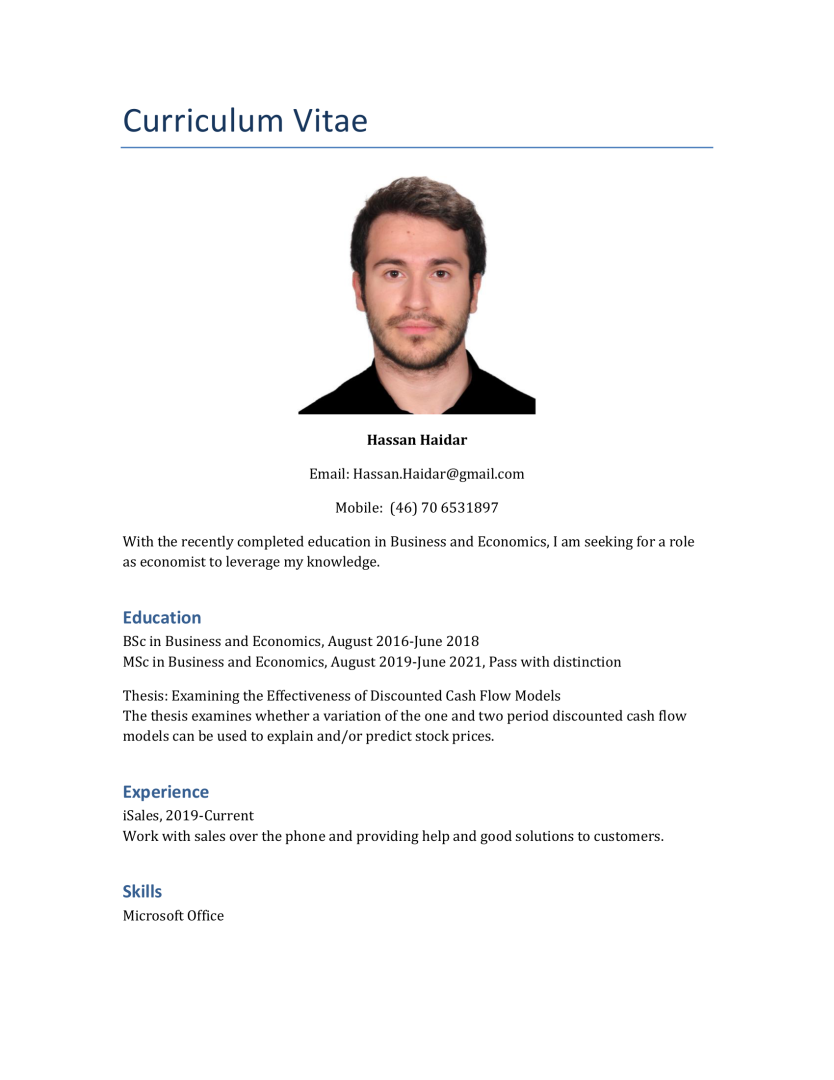 Curriculum Vitae
Hassan Haidar
Email: Hassan.Haidar@gmail.com
Mobile:  (46) 70 6531897
With the recently completed education in Business and Economics, I am seeking for a role
as economist to leverage my knowledge.
Education
BSc in Business and Economics, August 2016-June 2018
MSc in Business and Economics, August 2019-June 2021, Pass with distinction
Thesis: Examining the Effectiveness of Discounted Cash Flow Models
The thesis examines whether a variation of the one and two period discounted cash flow
models can be used to explain and/or predict stock prices.
Experience
iSales, 2019-Current
Work with sales over the phone and providing help and good solutions to customers.
Skills
Microsoft Office